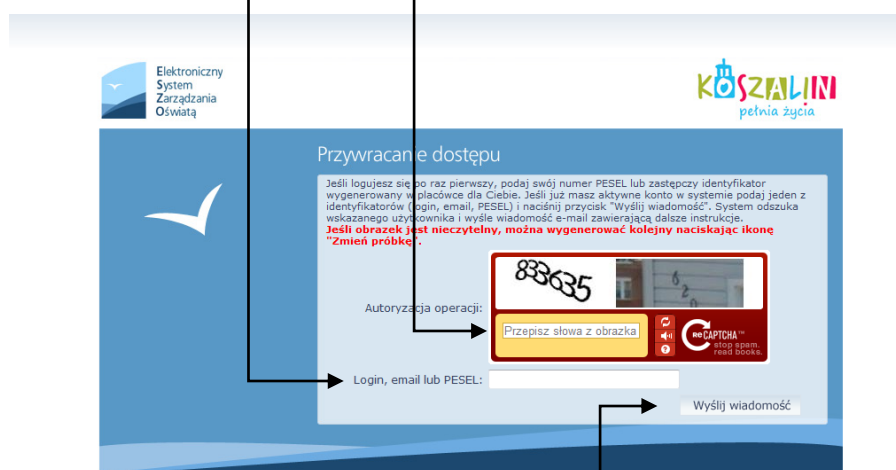 Elektroniczny
System
Zarządzania
Oświatą
KOSZALIN
pełnia życia
Przywracanie dostępu
Jeśli logujesz się po raz pierwszy, podaj swój numer PESEL lub zastępczy identyfikator
wygenerowany w placówce dla Ciebie. Jeśli już masz aktywne konto w systemie podaj jeden z
identyfikatorów (login, email, PESEL) i naciśnij przycisk "Wyślij wiadomość". System odszuka
wskazanego użytkownika i wyśle wiadomość e-mail zawierającą dalsze instrukcje.
Jeśli obrazek jest nieczytelny, można wygenerować kolejny naciskając ikonę
"Zmień próbkę".
833635
620
Autoryzacja operacji:
Przepisz słowa z obrazka
reCAPTCHA™
stop spam.
read books.
Login, email lub PESEL:
Wyślij wiadomość